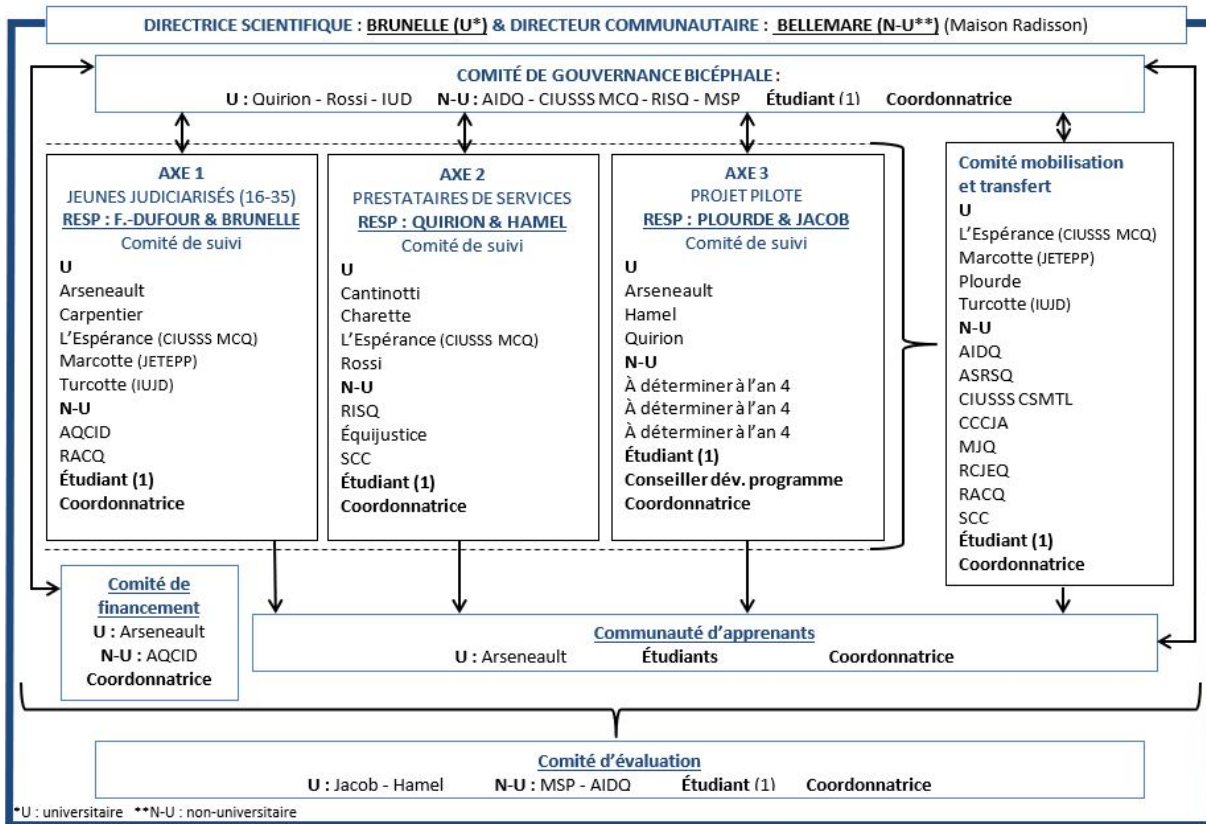 DIRECTRICE SCIENTIFIQUE : BRUNELLE (U*) & DIRECTEUR COMMUNAUTAIRE : BELLEMARE (N-U**) (Maison Radisson)
COMITÉ DE GOUVERNANCE BICÉPHALE :
U : Quirion - Rossi - IUD N-U : AIDQ - CIUSSS MCQ - RISQ - MSP Étudiant (1) Coordonnatrice
AXE 1
JEUNES JUDICIARISÉS (16-35)
RESP : F.-DUFOUR & BRUNELLE
Comité de suivi
U
Arseneault
Carpentier
L'Espérance (CIUSSS MCQ)
Marcotte (JETEPP)
Turcotte (IUJD)
N-U
AQCID
RACQ
Étudiant (1)
Coordonnatrice
AXE 2
PRESTATAIRES DE SERVICES
RESP : QUIRION & HAMEL
Comité de suivi
U
Cantinotti
Charette
L'Espérance (CIUSSS MCQ)
Rossi
N-U
RISQ
Équijustice
SCC
Étudiant (1)
Coordonnatrice
AXE 3
PROJET PILOTE
RESP : PLOURDE & JACOB
Comité de suivi
U
Arseneault
Hamel
Quirion
N-U
À déterminer à l'an 4
À déterminer à l'an 4
À déterminer à l'an 4
Étudiant (1)
Conseiller dév. programme
Coordonnatrice
Comité mobilisation
et transfert
U
L'Espérance (CIUSSS MCQ)
Marcotte (JETEPP)
Plourde
Turcotte (IUJD)
N-U
AIDQ
ASRSQ
CIUSSS CSMTL
CCCJA
MJQ
RCJEQ
RACQ
SCC
Étudiant (1)
Coordonnatrice
Comité de
financement
U : Arseneault
N-U : AQCID
Coordonnatrice
Communauté d'apprenants
U : Arseneault Étudiants Coordonnatrice
Comité d'évaluation
U : Jacob - Hamel N-U : MSP - AIDQ Étudiant (1) Coordonnatrice
*U : universitaire **N-U : non-universitaire